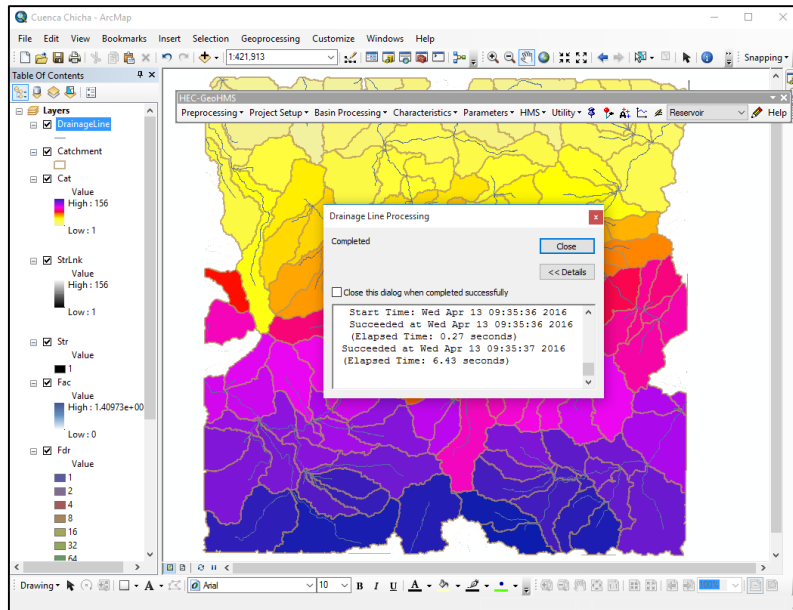 Cuenca Chicha - ArcMap
File Edit View Bookmarks Insert Selection Geoprocessing Customize Windows Help
1:421,913
Snapping
Table Of Contents
HEC-GeoHMS
Preprocessing Project Setup Basin Processing Characteristics Parameters HMS Utility Reservoir Help
Layers
DrainageLine
Catchment
Cat
Value
High : 156
Low : 1
StrLnk
Value
High : 156
Low : 1
Str
Value
1
Fac
Value
High : 1.40973e+00
Low : 0
Fdr
Value
1
2
4
8
16
32
64
Drainage Line Processing
Completed
Close
<< Details
Close this dialog when completed successfully
Start Time: Wed Apr 13 09:35:36 2016
Succeeded at Wed Apr 13 09:35:36 2016
(Elapsed Time: 0.27 seconds)
Succeeded at Wed Apr 13 09:35:37 2016
(Elapsed Time: 6.43 seconds)
Drawing A Arial 10 B I U A
100%